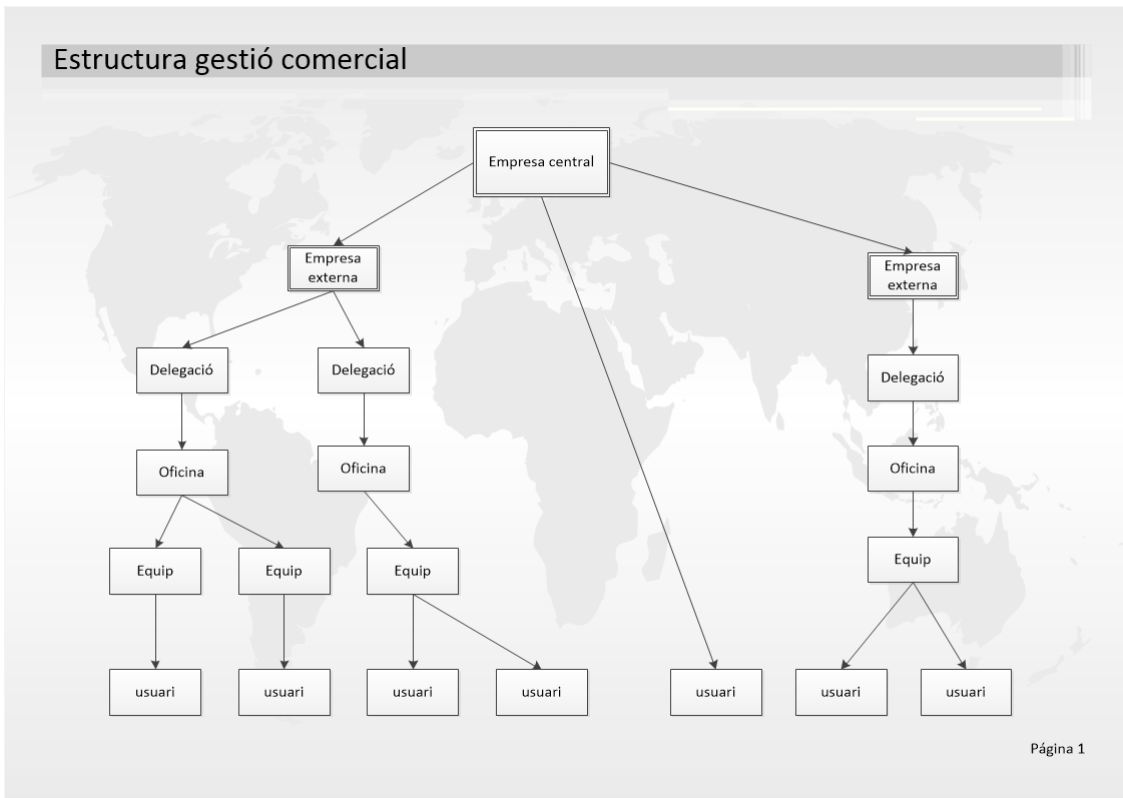 Estructura gestió comercial
Empresa central
Empresa
externa
Empresa
externa
Delegació
Delegació
Delegació
Oficina
Oficina
Oficina
Equip
Equip
Equip
Equip
usuari
usuari
usuari
usuari
usuari
usuari
usuari
Página 1